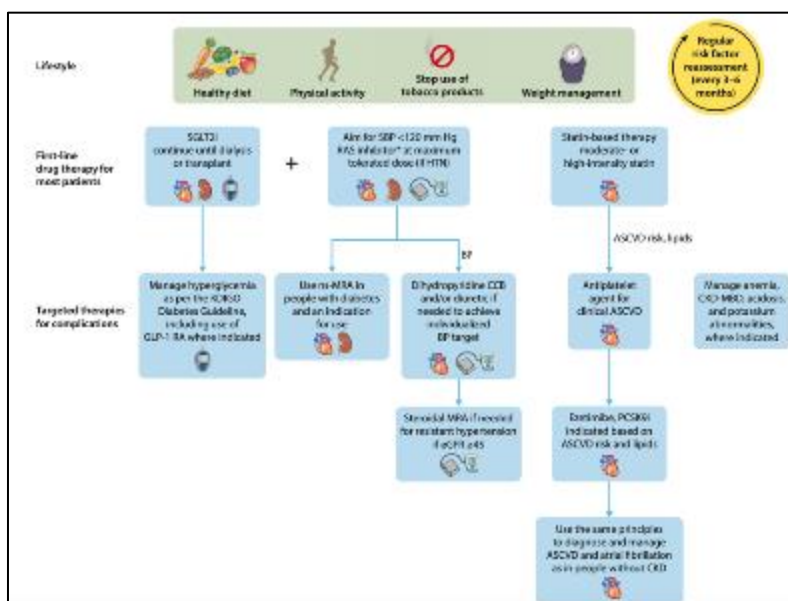 Lifestyle
Healthy diet
Physical activity
Stop use of
tobacco products
Weight management
Regular
risk factor
reassessment
(every 3–6
months)
First-line
drug therapy for
most patients
SGLT2i
continue until dialysis
or transplant
+
Aim for SBP <120 mm Hg
RAS inhibitor* at maximum
tolerated dose (if HTN)
Statin-based therapy
moderate- or
high-intensity statin
ASCVD risk, lipids
BP
Targeted therapies
for complications
Manage hyperglycemia
as per the KDIGO
Diabetes Guideline,
including use of
GLP-1 RA where indicated
Use ns-MRA in
people with diabetes
and an indication
for use
Dihydropyridine CCB
and/or diuretic if
needed to achieve
individualized
BP target
Antiplatelet
agent for
clinical ASCVD
Manage anemia,
CKD-MBD, acidosis,
and potassium
abnormalities,
where indicated
Steroidal MRA if needed
for resistant hypertension
if eGFR ≥45
Ezetimibe, PCSK9i
indicated based on
ASCVD risk and lipids
Use the same principles
to diagnose and manage
ASCVD and atrial fibrillation
as in people without CKD